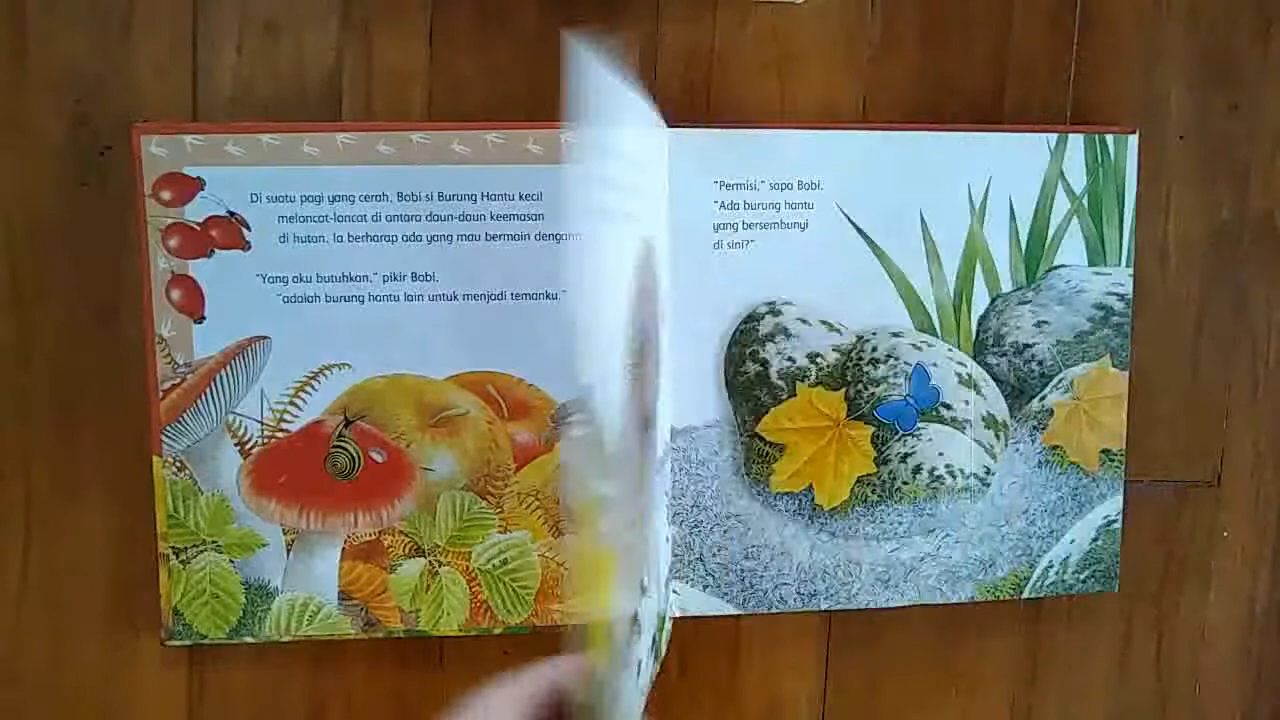 Di suatu pagi yang cerah, Bobi si Burung Hantu kecil
meloncat-loncat di antara daun-daun keemasan
di hutan. Ia berharap ada yang mau bermain
"Yang aku butuhkan," pikir Bobi,
"adalah burung hantu lain untuk menjadi temanku."
"Permisi," sapa Bobi.
"Ada burung hantu
yang bersembunyi
di sini?"